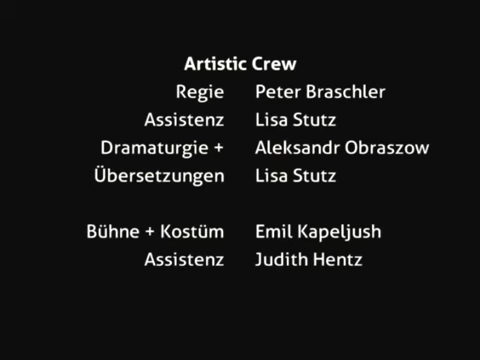 Artistic Crew
Regie Peter Braschler
Assistenz Lisa Stutz
Dramaturgie + Aleksandr Obraszow
Übersetzungen Lisa Stutz
Bühne + Kostüm Emil Kapeljush
Assistenz Judith Hentz